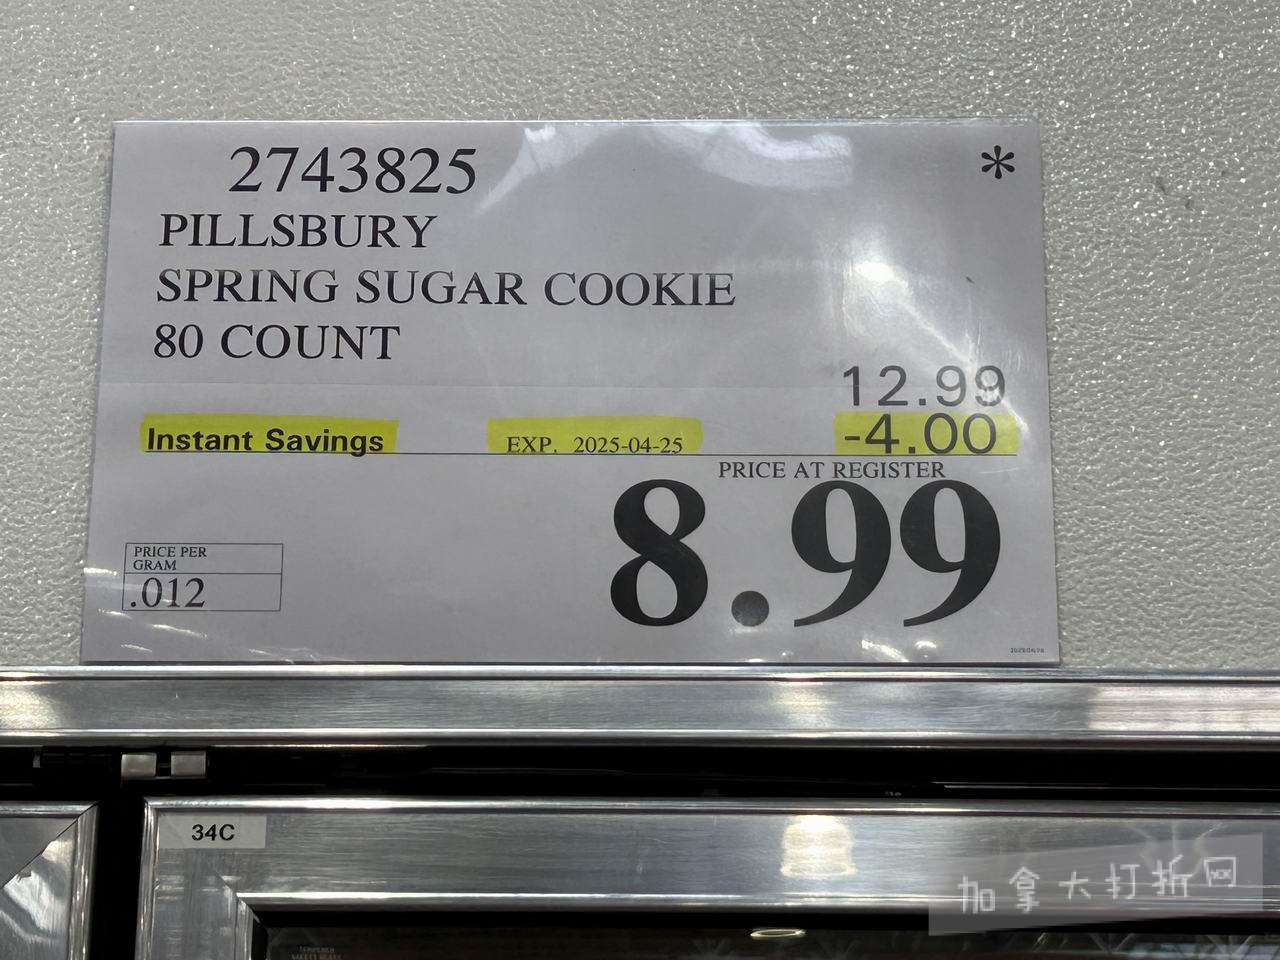 2743825
*
PILLSBURY
SPRING SUGAR COOKIE
80 COUNT
12.99
Instant Savings EXP. 2025-04-25 -4.00
PRICE AT REGISTER
8.99
PRICE PER
GRAM
.012
34C
加拿大打折网